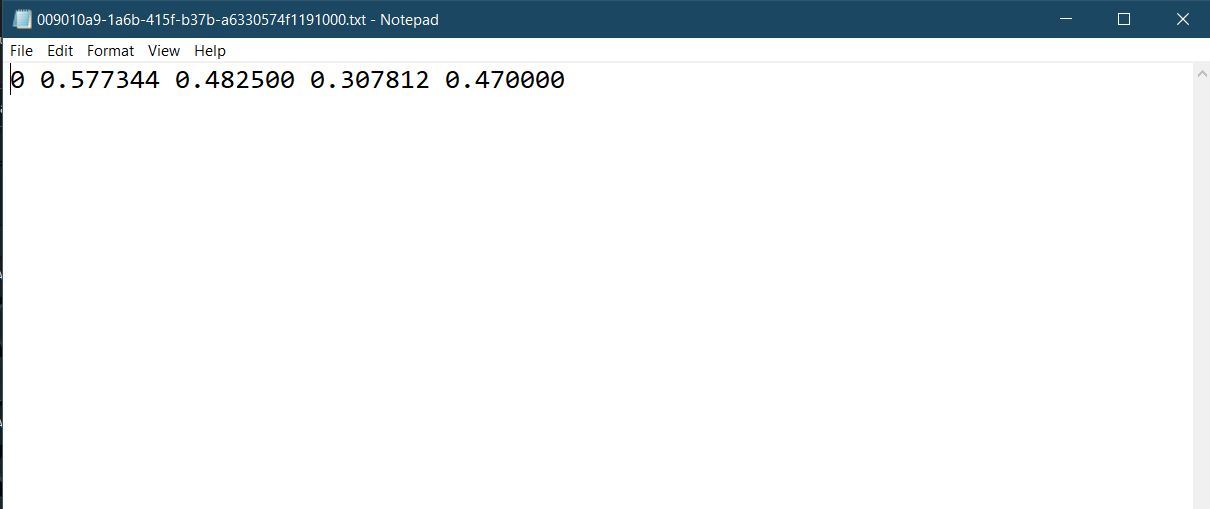 009010a9-1a6b-415f-b37b-a6330574f1191000.txt - Notepad
File Edit Format View Help
0 0.577344 0.482500 0.307812 0.470000